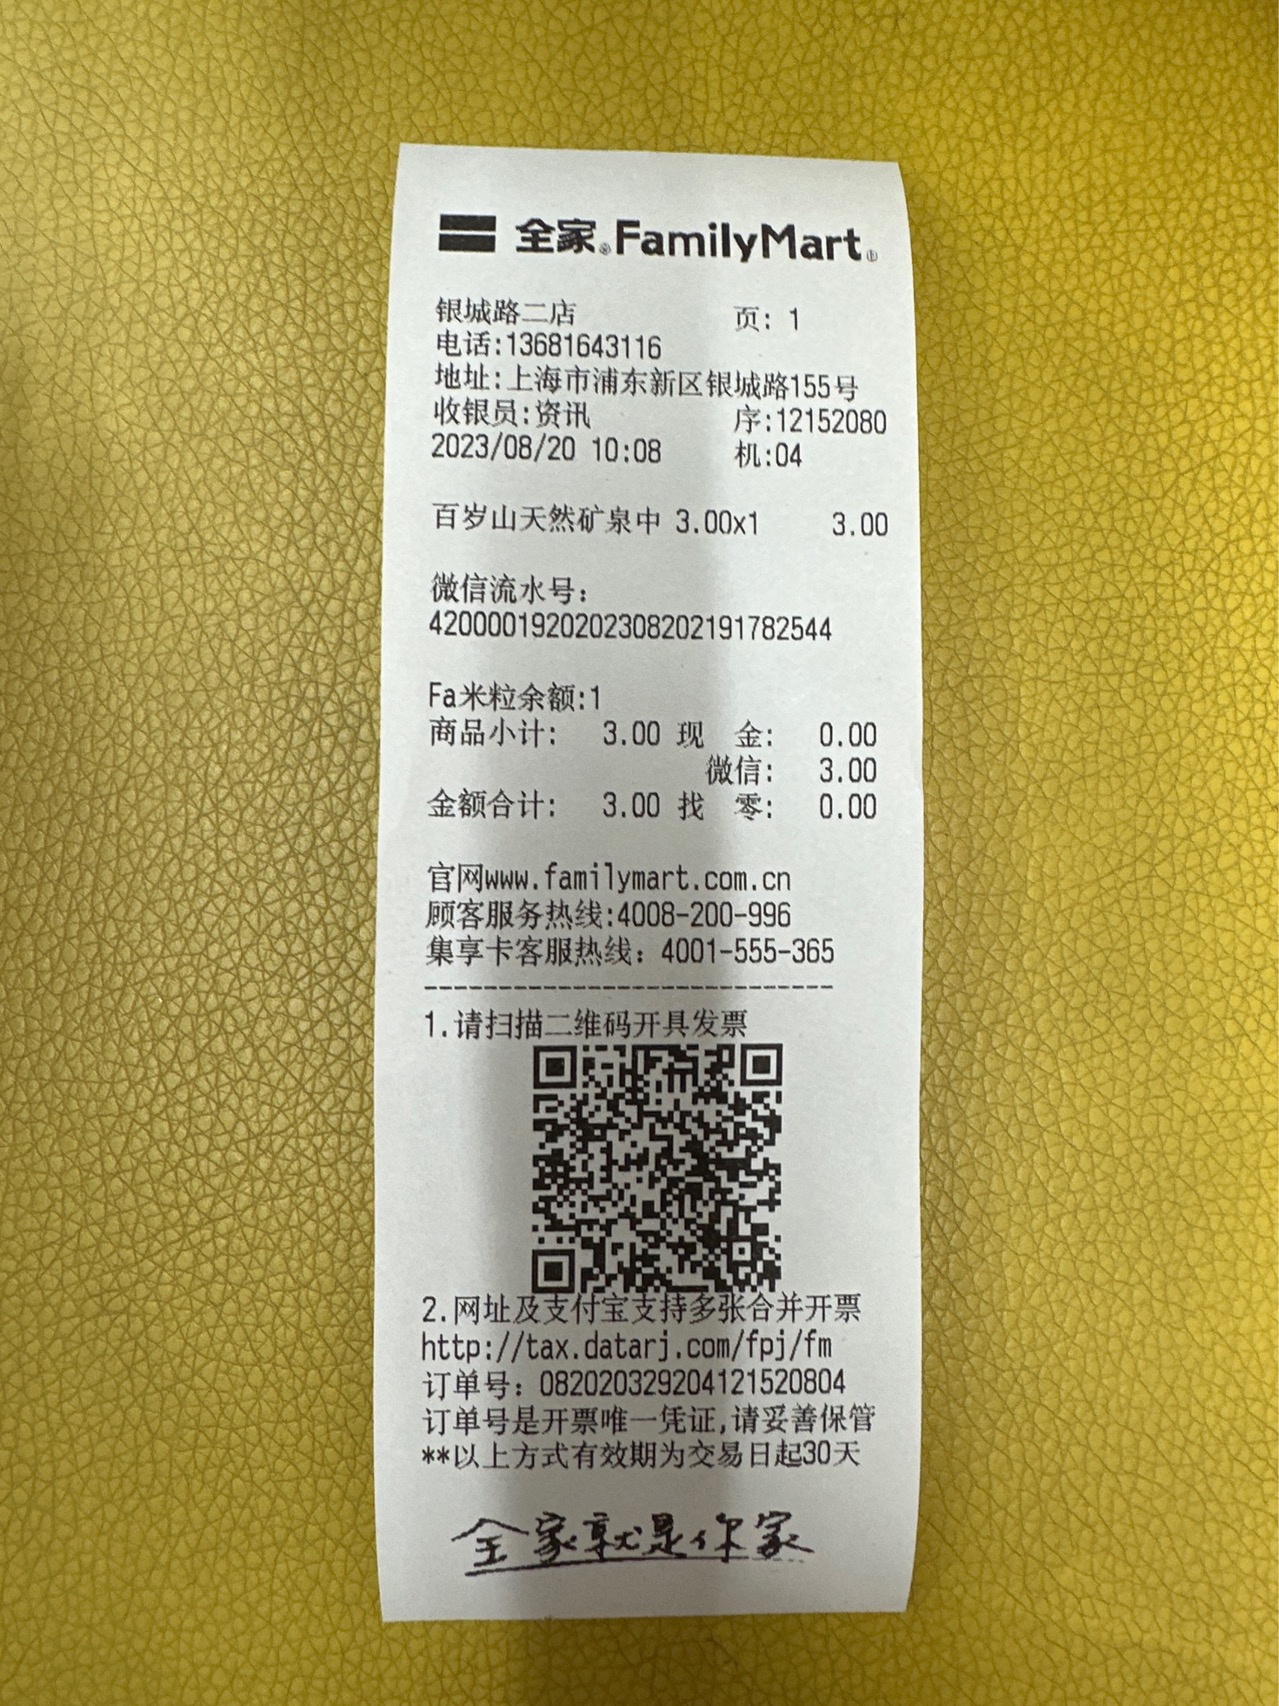 全家®FamilyMart®
银城路二店 页: 1
电话:13681643116
地址:上海市浦东新区银城路155号
收银员:资讯 序:12152080
2023/08/20 10:08 机:04
百岁山天然矿泉中 3.00x1 3.00
微信流水号:
4200001920202308202191782544
Fa米粒余额:1
商品小计: 3.00 现 金: 0.00
微信: 3.00
金额合计: 3.00 找 零: 0.00
官网www.familymart.com.cn
顾客服务热线:4008-200-996
集享卡客服热线: 4001-555-365
----------------------------
1.请扫描二维码开具发票
2.网址及支付宝支持多张合并开票
http://tax.datarj.com/fpj/fm
订单号: 082020329204121520804
订单号是开票唯一凭证,请妥善保管
**以上方式有效期为交易日起30天
全家就是你家